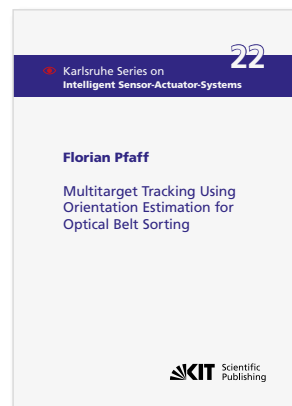 22
Karlsruhe Series on
Intelligent Sensor-Actuator-Systems
Florian Pfaff
Multitarget Tracking Using
Orientation Estimation for
Optical Belt Sorting
KIT Scientific
Publishing